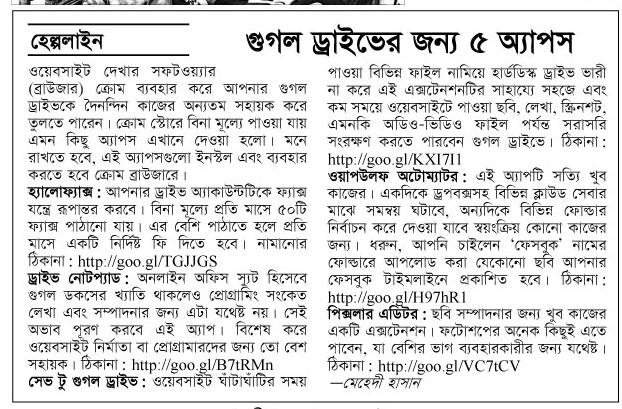 হেল্পলাইন
গুগল ড্রাইভের জন্য ৫ অ্যাপস
ওয়েবসাইট দেখার সফটওয়্যার
(ব্রাউজার) ক্রোম ব্যবহার করে আপনার গুগল
ড্রাইভকে দৈনন্দিন কাজের অন্যতম সহায়ক করে
তুলতে পারেন। ক্রোম স্টোরে বিনা মূল্যে পাওয়া যায়
এমন কিছু অ্যাপস এখানে দেওয়া হলো। মনে
রাখতে হবে, এই অ্যাপসগুলো ইনস্টল এবং ব্যবহার
করতে হবে ক্রোম ব্রাউজারে।
হ্যালোফ্যাক্স : আপনার ড্রাইভ অ্যাকাউন্টটিকে ফ্যাক্স
যন্ত্রে রূপান্তর করবে। বিনা মূল্যে প্রতি মাসে ৫০টি
ফ্যাক্স পাঠানো যায়। এর বেশি পাঠাতে হলে প্রতি
মাসে একটি নির্দিষ্ট ফি দিতে হবে। নামানোর
ঠিকানা : http://goo.gl/TGJJGS
ড্রাইভ নোটপ্যাড : অনলাইন অফিস স্যুট হিসেবে
গুগল ডকসের খ্যাতি থাকলেও প্রোগ্রামিং সংকেত
লেখা এবং সম্পাদনার জন্য এটা যথেষ্ট নয়। সেই
অভাব পূরণ করবে এই অ্যাপ। বিশেষ করে
ওয়েবসাইট নির্মাতা বা প্রোগ্রামারদের জন্য তো বেশ
সহায়ক। ঠিকানা : http://goo.gl/B7tRMn
সেভ টু গুগল ড্রাইভ : ওয়েবসাইট ঘাঁটাঘাঁটির সময়
পাওয়া বিভিন্ন ফাইল নামিয়ে হার্ডডিস্ক ড্রাইভ ভারী
না করে এই এক্সটেনশনটির সাহায্যে সহজে এবং
কম সময়ে ওয়েবসাইটে পাওয়া ছবি, লেখা, স্ক্রিনশট,
এমনকি অডিও-ভিডিও ফাইল পর্যন্ত সরাসরি
সংরক্ষণ করতে পারবেন গুগল ড্রাইভে। ঠিকানা :
http://goo.gl/KXI7I1
ওয়াপউলফ অটোম্যাটর : এই অ্যাপটি সত্যি খুব
কাজের। একদিকে ড্রপবক্সসহ বিভিন্ন ক্লাউড সেবার
মাঝে সমন্বয় ঘটাবে, অন্যদিকে বিভিন্ন ফোল্ডার
নির্বাচন করে দেওয়া যাবে স্বয়ংক্রিয় কোনো কাজের
জন্য। ধরুন, আপনি চাইলেন ‘ফেসবুক’ নামের
ফোল্ডারে আপলোড করা যেকোনো ছবি আপনার
ফেসবুক টাইমলাইনে প্রকাশিত হবে। ঠিকানা :
http://goo.gl/H97hR1
পিক্সলার এডিটর : ছবি সম্পাদনার জন্য খুব কাজের
একটি এক্সটেনশন। ফটোশপের অনেক কিছুই এতে
পাবেন, যা বেশির ভাগ ব্যবহারকারীর জন্য যথেষ্ট।
ঠিকানা : http://goo.gl/VC7tCV
—মেহেদী হাসান